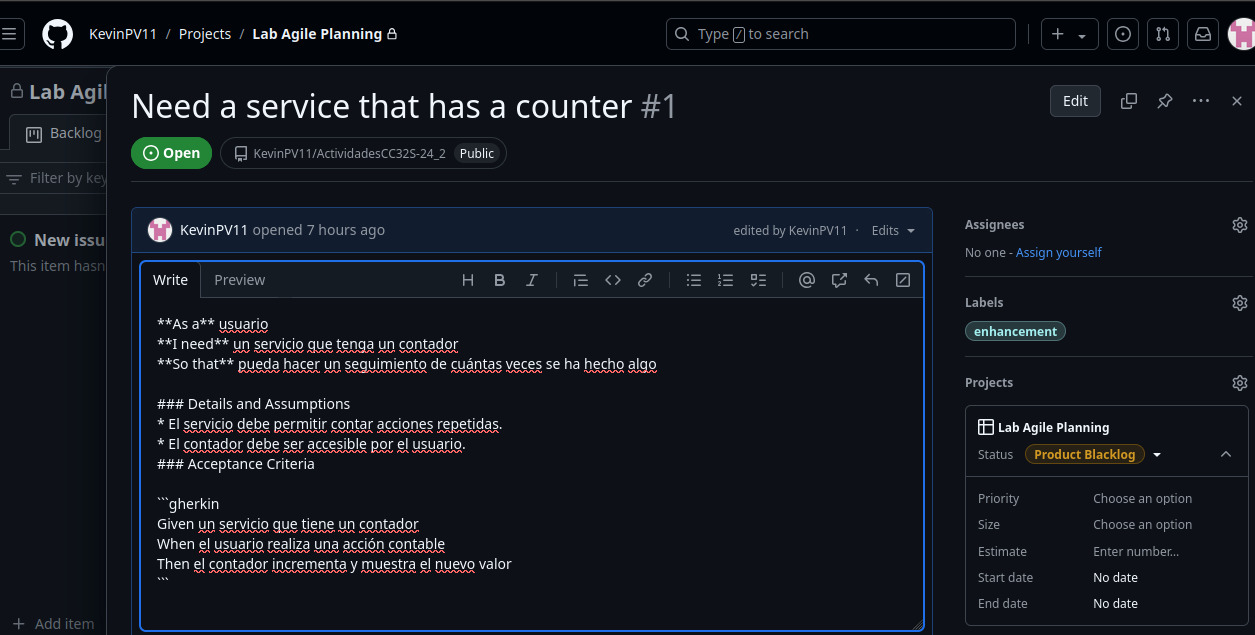 KevinPV11 / Projects / Lab Agile Planning
Type / to search
Lab Agil
Backlog
Filter by key
New issu
This item hasn
Add item
Need a service that has a counter #1
Edit
Open
KevinPV11/ActividadesCC32S-24_2 Public
KevinPV11 opened 7 hours ago
edited by KevinPV11 · Edits
Write Preview
**As a** usuario
**I need** un servicio que tenga un contador
**So that** pueda hacer un seguimiento de cuántas veces se ha hecho algo
### Details and Assumptions
* El servicio debe permitir contar acciones repetidas.
* El contador debe ser accesible por el usuario.
### Acceptance Criteria
```gherkin
Given un servicio que tiene un contador
When el usuario realiza una acción contable
Then el contador incrementa y muestra el nuevo valor
```
Assignees
No one - Assign yourself
Labels
enhancement
Projects
Lab Agile Planning
Status Product Blacklog
Priority Choose an option
Size Choose an option
Estimate Enter number...
Start date No date
End date No date